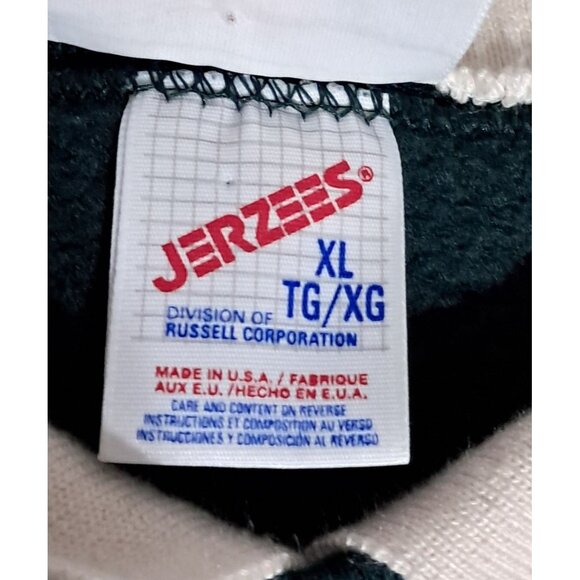 JERZEES®
XL
TG/XG
DIVISION OF
RUSSELL CORPORATION
MADE IN U.S.A. / FABRIQUE
AUX E.U. /HECHO EN E.U.A.
CARE AND CONTENT ON REVERSE
INSTRUCTIONS ET COMPOSITION AU VERSO
INSTRUCCIONES Y COMPOSICIÓN AL REVERSO